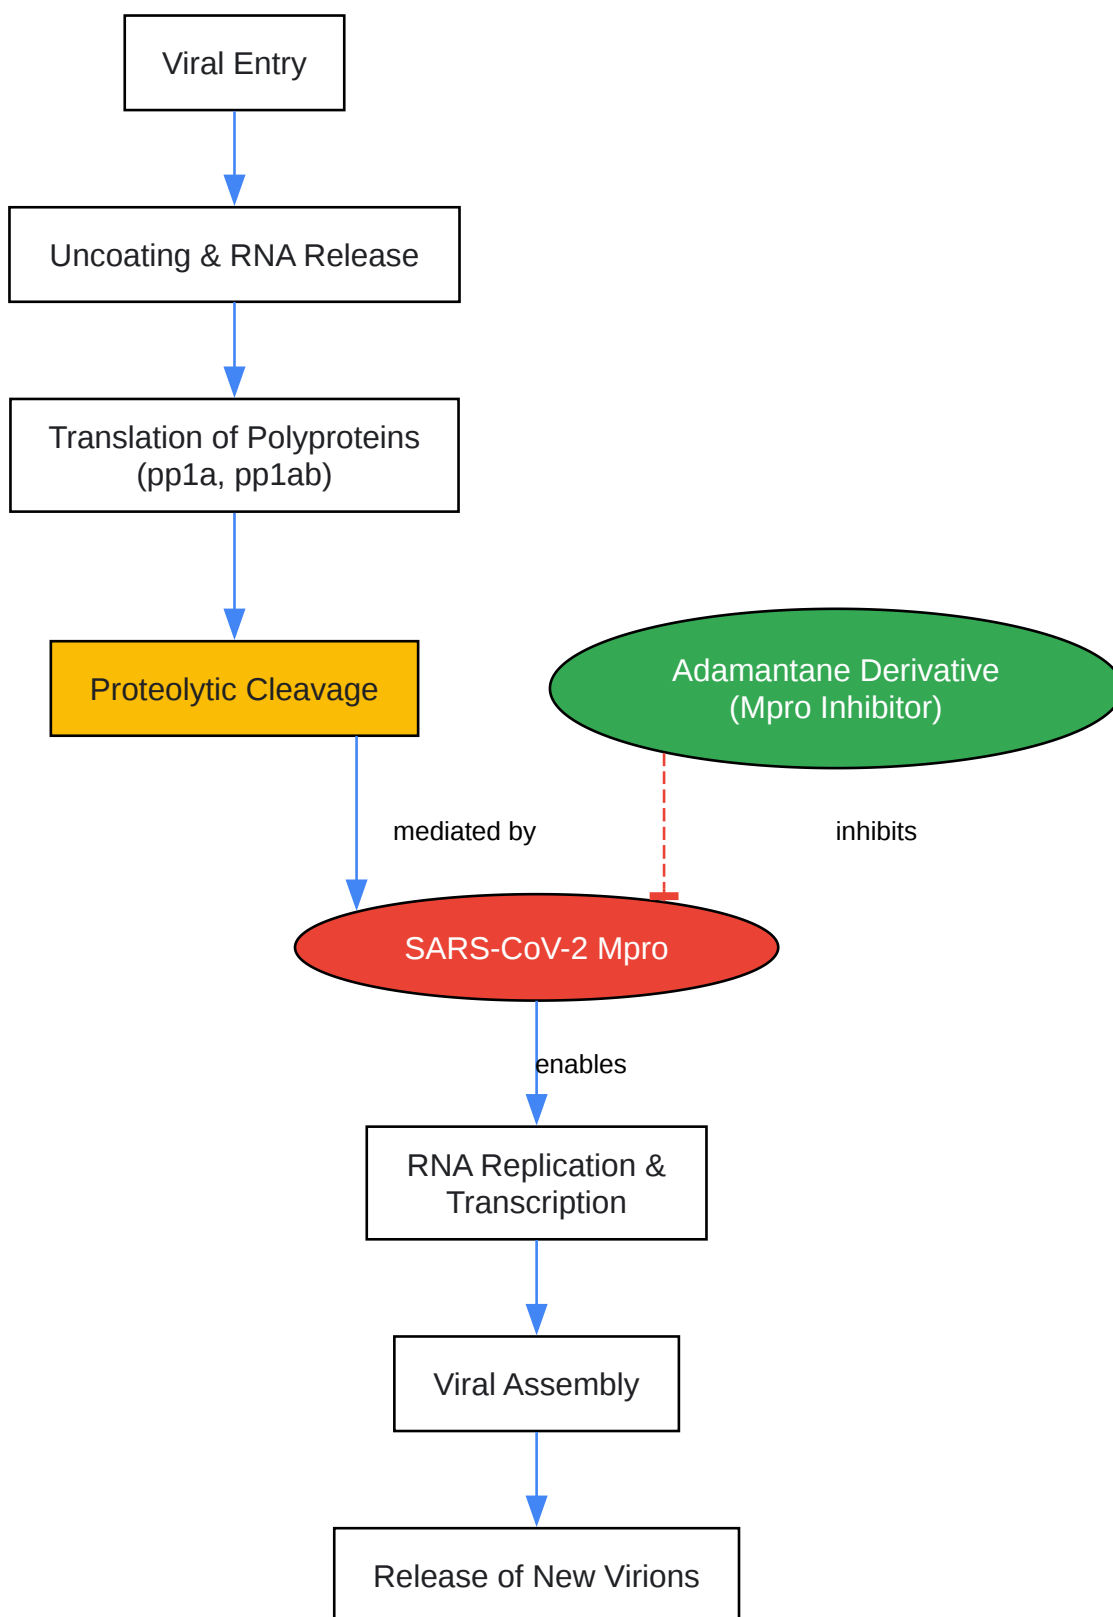 Viral Entry
Uncoating & RNA Release
Translation of Polyproteins
(pp1a, pp1ab)
Proteolytic Cleavage
Adamantane Derivative
(Mpro Inhibitor)
mediated by
inhibits
SARS-CoV-2 Mpro
enables
RNA Replication &
Transcription
Viral Assembly
Release of New Virions